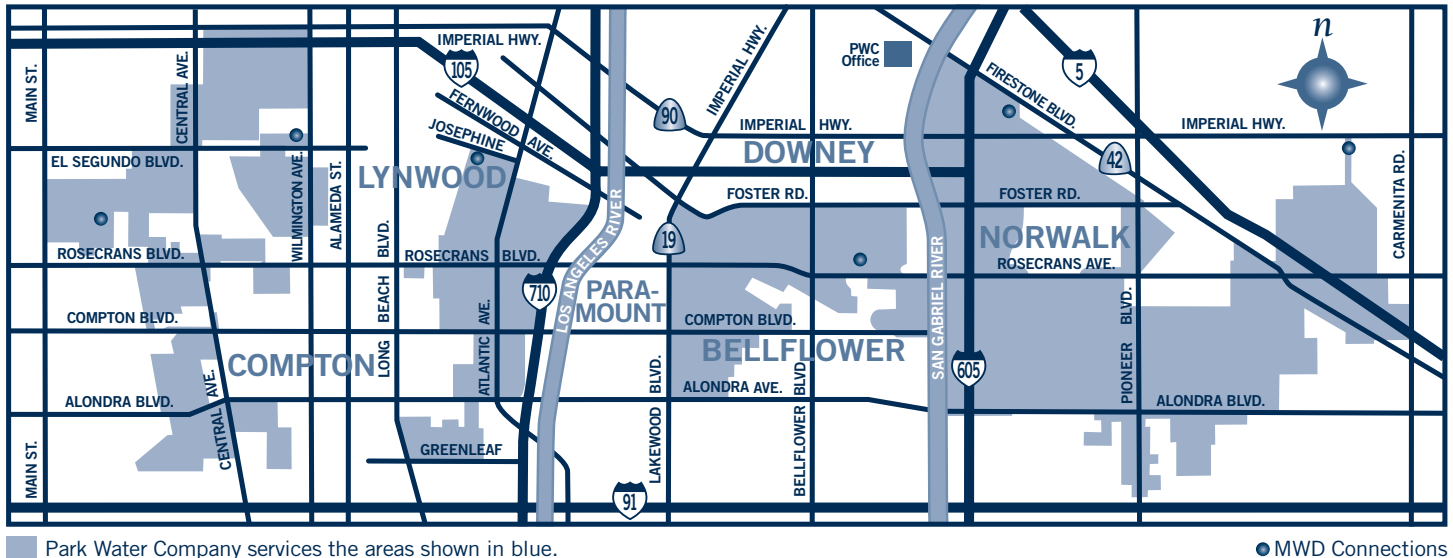 n
IMPERIAL HWY.
105
MAIN ST.
CENTRAL AVE.
FERNWOOD AVE.
JOSEPHINE
IMPERIAL HWY.
90
PWC
Office
FIRESTONE BLVD.
5
IMPERIAL HWY.
IMPERIAL HWY.
DOWNEY
42
EL SEGUNDO BLVD.
WILMINGTON AVE.
ALAMEDA ST.
LYNWOOD
LOS ANGELES RIVER
FOSTER RD.
FOSTER RD.
CARMENITA RD.
19
NORWALK
ROSECRANS BLVD.
ROSECRANS BLVD.
ROSECRANS AVE.
LONG BEACH BLVD.
710
PARA-
MOUNT
SAN GABRIEL RIVER
COMPTON BLVD.
ATLANTIC AVE.
COMPTON BLVD.
PIONEER BLVD.
COMPTON
BELLFLOWER
605
ALONDRA BLVD.
CENTRAL AVE.
LAKEWOOD BLVD.
ALONDRA AVE.
BELLFLOWER BLVD.
ALONDRA BLVD.
MAIN ST.
GREENLEAF
91
Park Water Company services the areas shown in blue.
MWD Connections